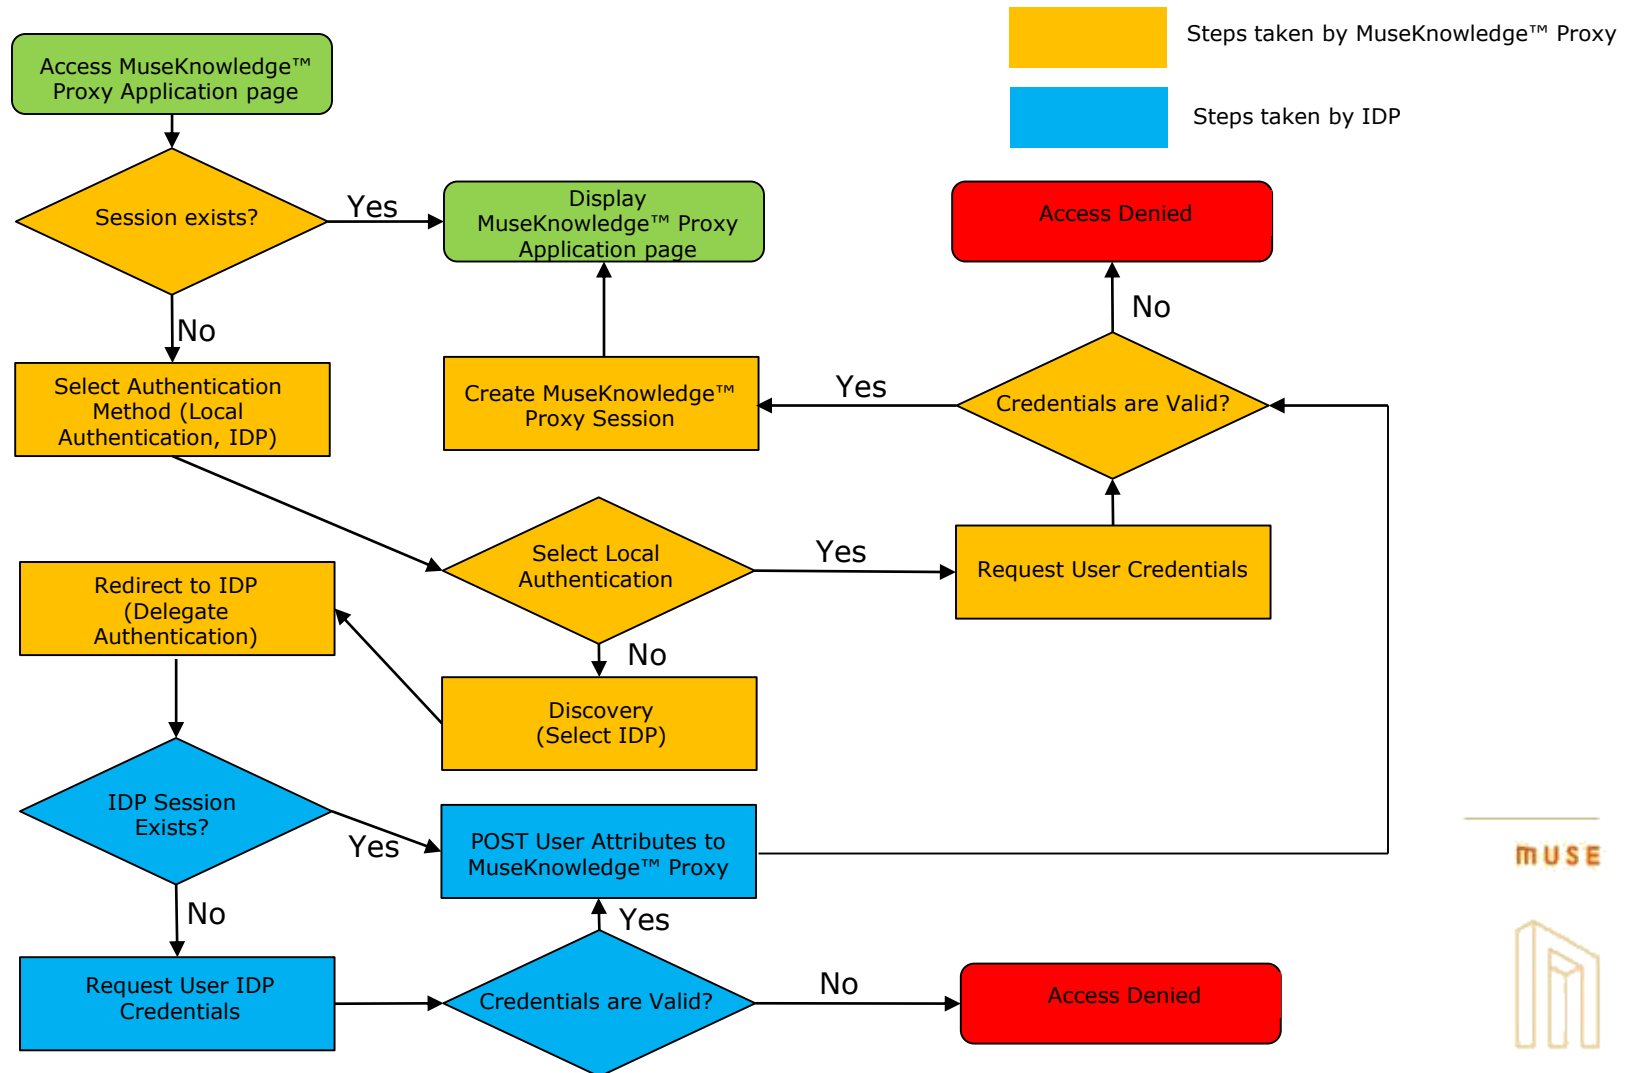 Steps taken by MuseKnowledge™ Proxy
Access MuseKnowledge™
Proxy Application page
Steps taken by IDP
Session exists?
Yes
Display
MuseKnowledge™ Proxy
Application page
Access Denied
No
No
Select Authentication
Method (Local
Authentication, IDP)
Create MuseKnowledge™
Proxy Session
Yes
Credentials are Valid?
Select Local
Authentication
Yes
Request User Credentials
Redirect to IDP
(Delegate
Authentication)
No
Discovery
(Select IDP)
IDP Session
Exists?
Yes
POST User Attributes to
MuseKnowledge™ Proxy
MUSE
No
Yes
Request User IDP
Credentials
Credentials are Valid?
No
Access Denied